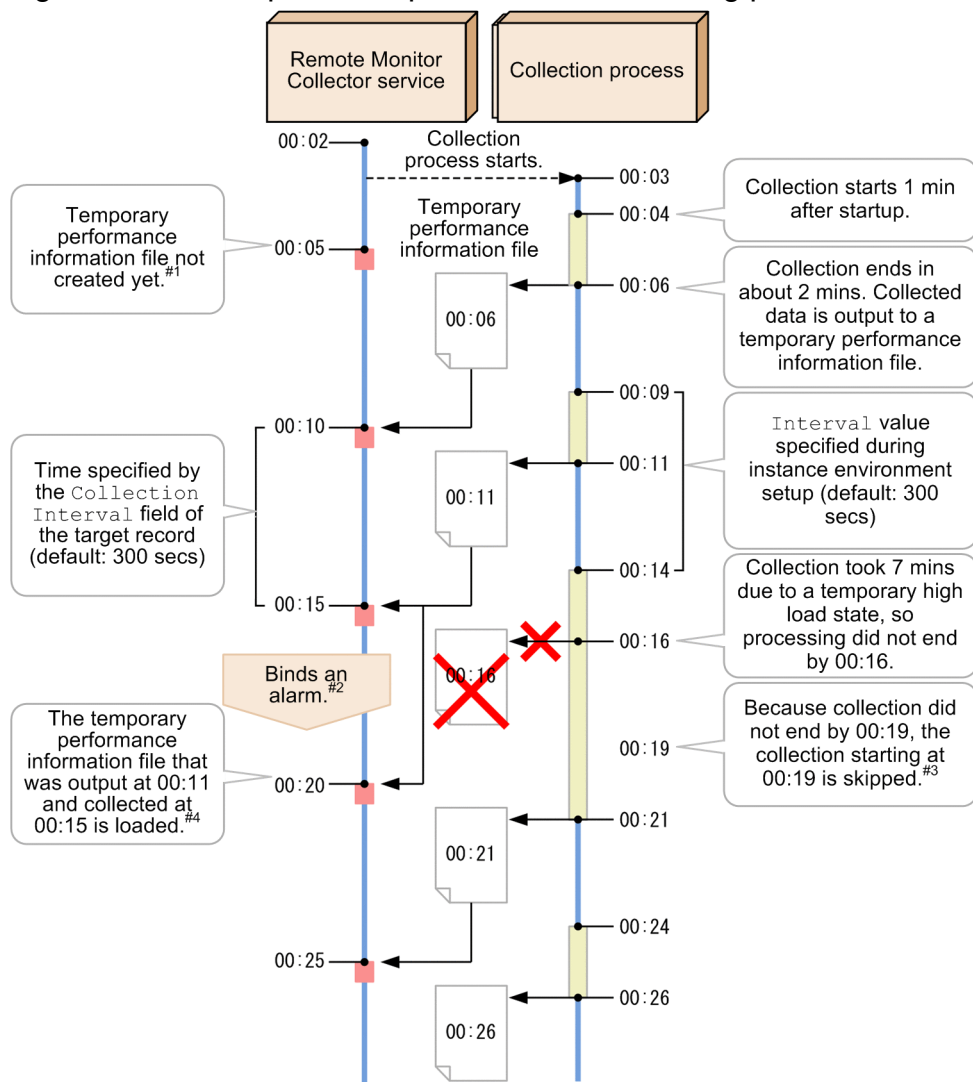 Remote Monitor
Collector service
Collection process
00:02
Collection
process starts.
00:03
00:04
Collection starts 1 min
after startup.
Temporary
performance
information file not
created yet.#1
00:05
Temporary
performance
information file
00:06
00:06
Collection ends in
about 2 mins. Collected
data is output to a
temporary performance
information file.
00:09
00:10
Time specified by
the Collection
Interval field of
the target record
(default: 300 secs)
00:11
00:11
Interval value
specified during
instance environment
setup (default: 300
secs)
00:14
00:15
Collection took 7 mins
due to a temporary high
load state, so
processing did not end
by 00:16.
00:16
00:16
Binds an
alarm.#2
The temporary
performance
information file that
was output at 00:11
and collected at
00:15 is loaded.#4
00:19
Because collection did
not end by 00:19, the
collection starting at
00:19 is skipped.#3
00:20
00:21
00:21
00:24
00:25
00:26
00:26